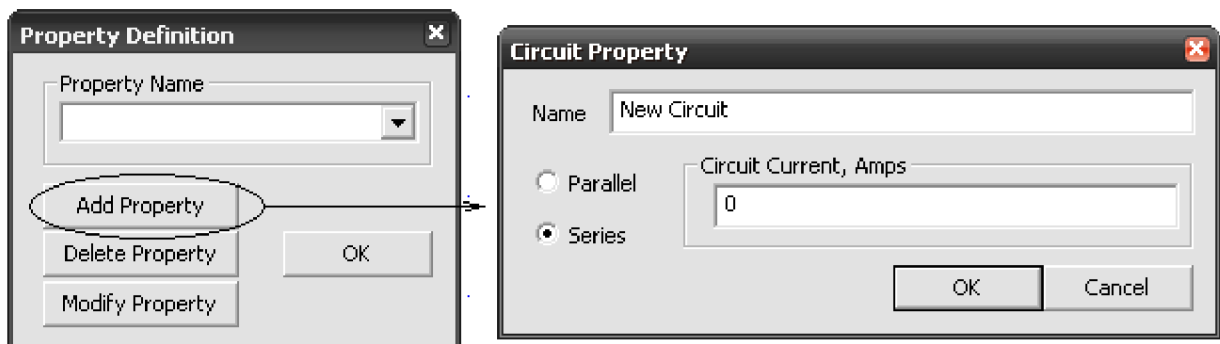 Property Definition
Property Name
Add Property
Delete Property
OK
Modify Property
Circuit Property
Name
New Circuit
Parallel
Series
Circuit Current, Amps
0
OK
Cancel